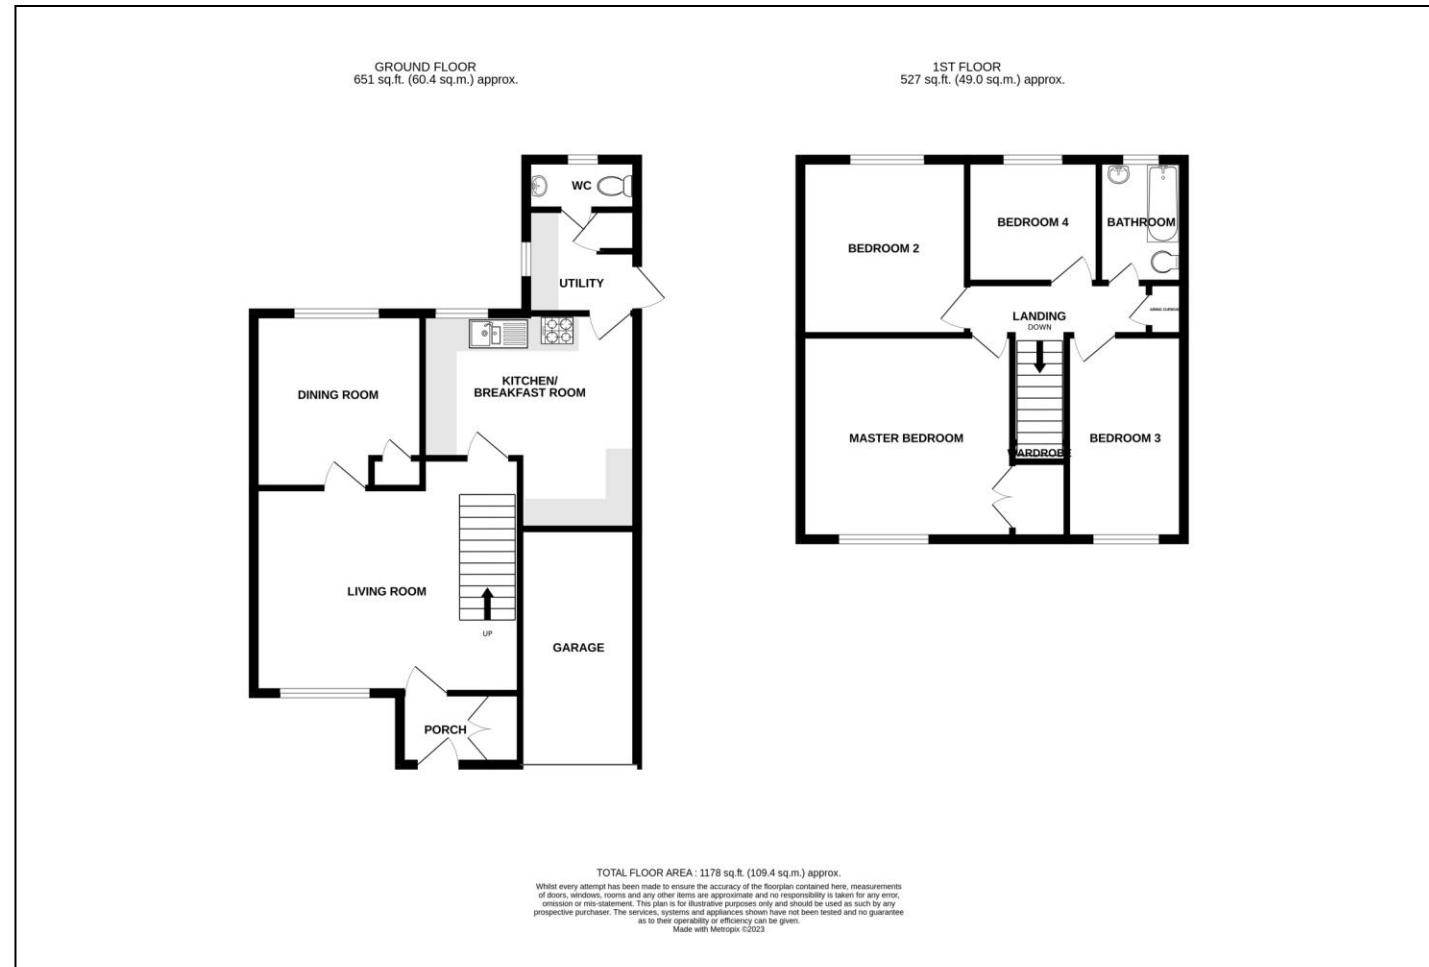 GROUND FLOOR
651 sq.ft. (60.4 sq.m.) approx.
WC
UTILITY
KITCHEN/
BREAKFAST ROOM
DINING ROOM
LIVING ROOM
UP
GARAGE
PORCH
1ST FLOOR
527 sq.ft. (49.0 sq.m.) approx.
BEDROOM 4
BATHROOM
BEDROOM 2
LANDING
DOWN
MASTER BEDROOM
BEDROOM 3
WARDROBE
TOTAL FLOOR AREA : 1178 sq.ft. (109.4 sq.m.) approx.
Whilst every attempt has been made to ensure the accuracy of the floorplan contained here, measurements
of doors, windows, rooms and any other items are approximate and no responsibility is taken for any error,
omission or mis-statement. This plan is for illustrative purposes only and should be used as such by any
prospective purchaser. The services, systems and appliances shown have not been tested and no guarantee
as to their operability or efficiency can be given.
Made with Metropix ©2023